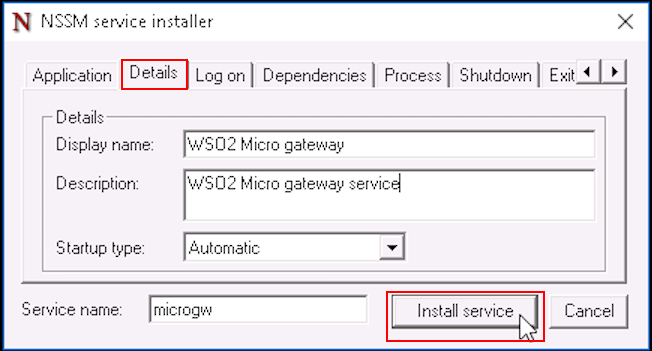 NSSM service installer
Application Details Log on Dependencies Process Shutdown Exit
Details
Display name: WSO2 Micro gateway
Description: WSO2 Micro gateway service
Startup type: Automatic
Service name: microgw Install service Cancel